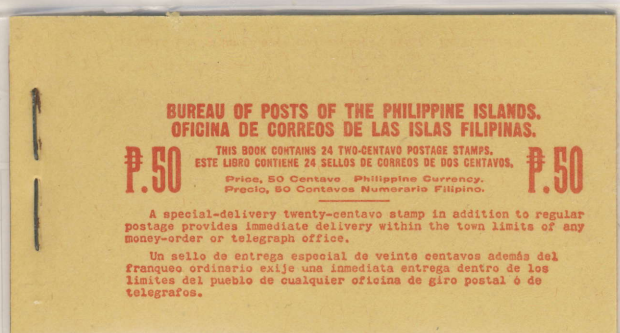 BUREAU OF POSTS OF THE PHILIPPINE ISLANDS.
OFICINA DE CORREOS DE LAS ISLAS FILIPINAS.
THIS BOOK CONTAINS 24 TWO-CENTAVO POSTAGE STAMPS.
ESTE LIBRO CONTIENE 24 SELLOS DE CORREOS DE DOS CENTAVOS.
₱.50
Price, 50 Centavo Philippine Currency.
Precio, 50 Centavos Numerario Filipino.
₱.50
A special-delivery twenty-centavo stamp in addition to regular
postage provides immediate delivery within the town limits of any
money-order or telegraph office.
Un sello de entrega especial de veinte centavos además del
franqueo ordinario exije una inmediata entrega dentro de los
límites del pueblo de cualquier oficina de giro postal ó de
telegrafos.